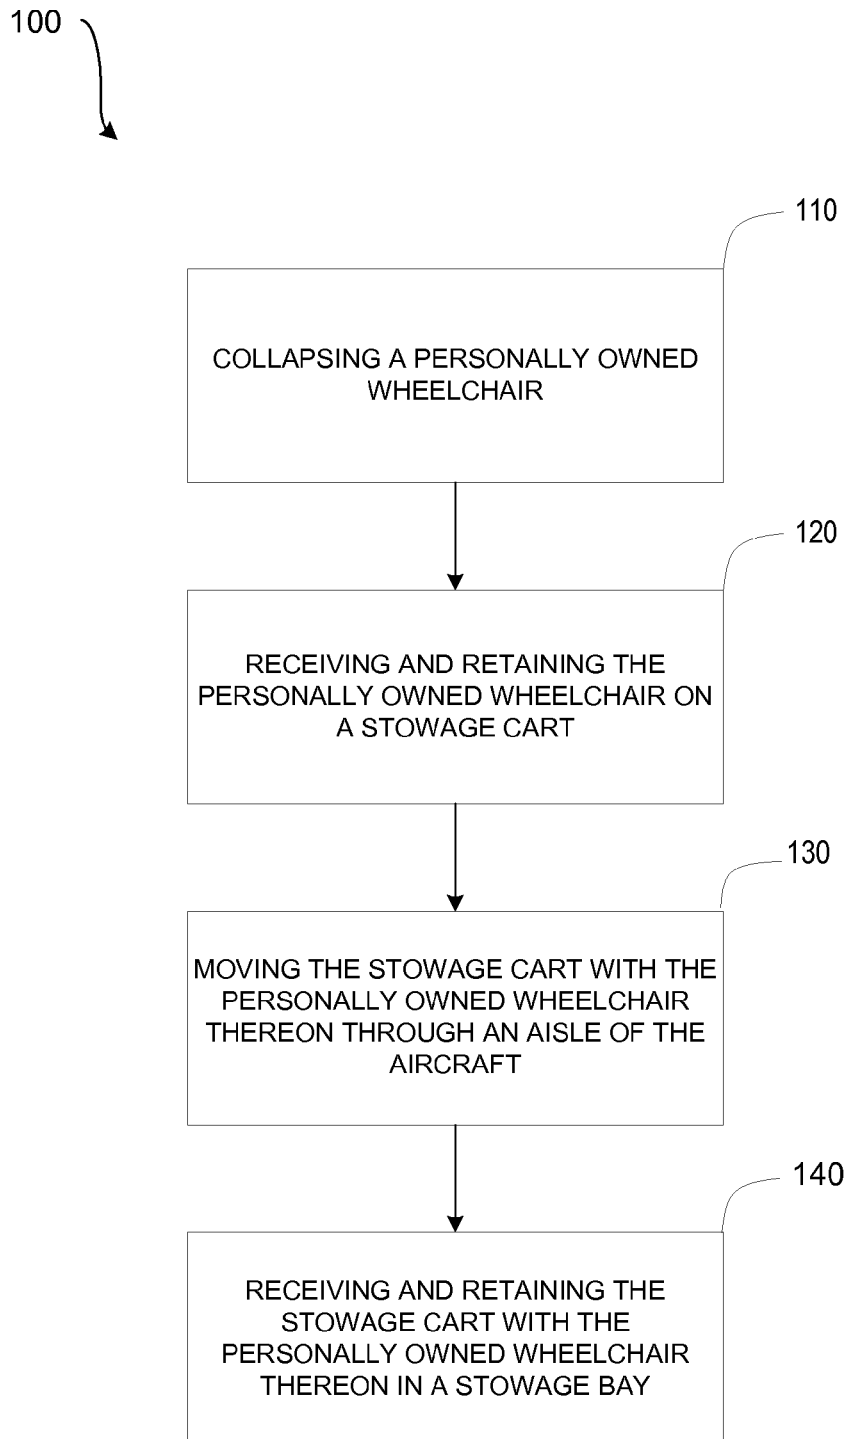 100
110
COLLAPSING A PERSONALLY OWNED
WHEELCHAIR
120
RECEIVING AND RETAINING THE
PERSONALLY OWNED WHEELCHAIR ON
A STOWAGE CART
130
MOVING THE STOWAGE CART WITH THE
PERSONALLY OWNED WHEELCHAIR
THEREON THROUGH AN AISLE OF THE
AIRCRAFT
140
RECEIVING AND RETAINING THE
STOWAGE CART WITH THE
PERSONALLY OWNED WHEELCHAIR
THEREON IN A STOWAGE BAY